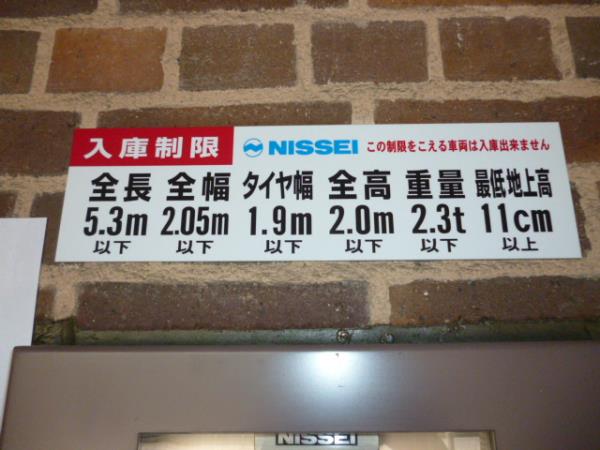 入庫制限 NISSEI この制限をこえる車両は入庫出来ません
全長 全幅 タイヤ幅 全高 重量 最低地上高
5.3m 2.05m 1.9m 2.0m 2.3t 11cm
以下 以下 以下 以下 以下 以上
NISSEI